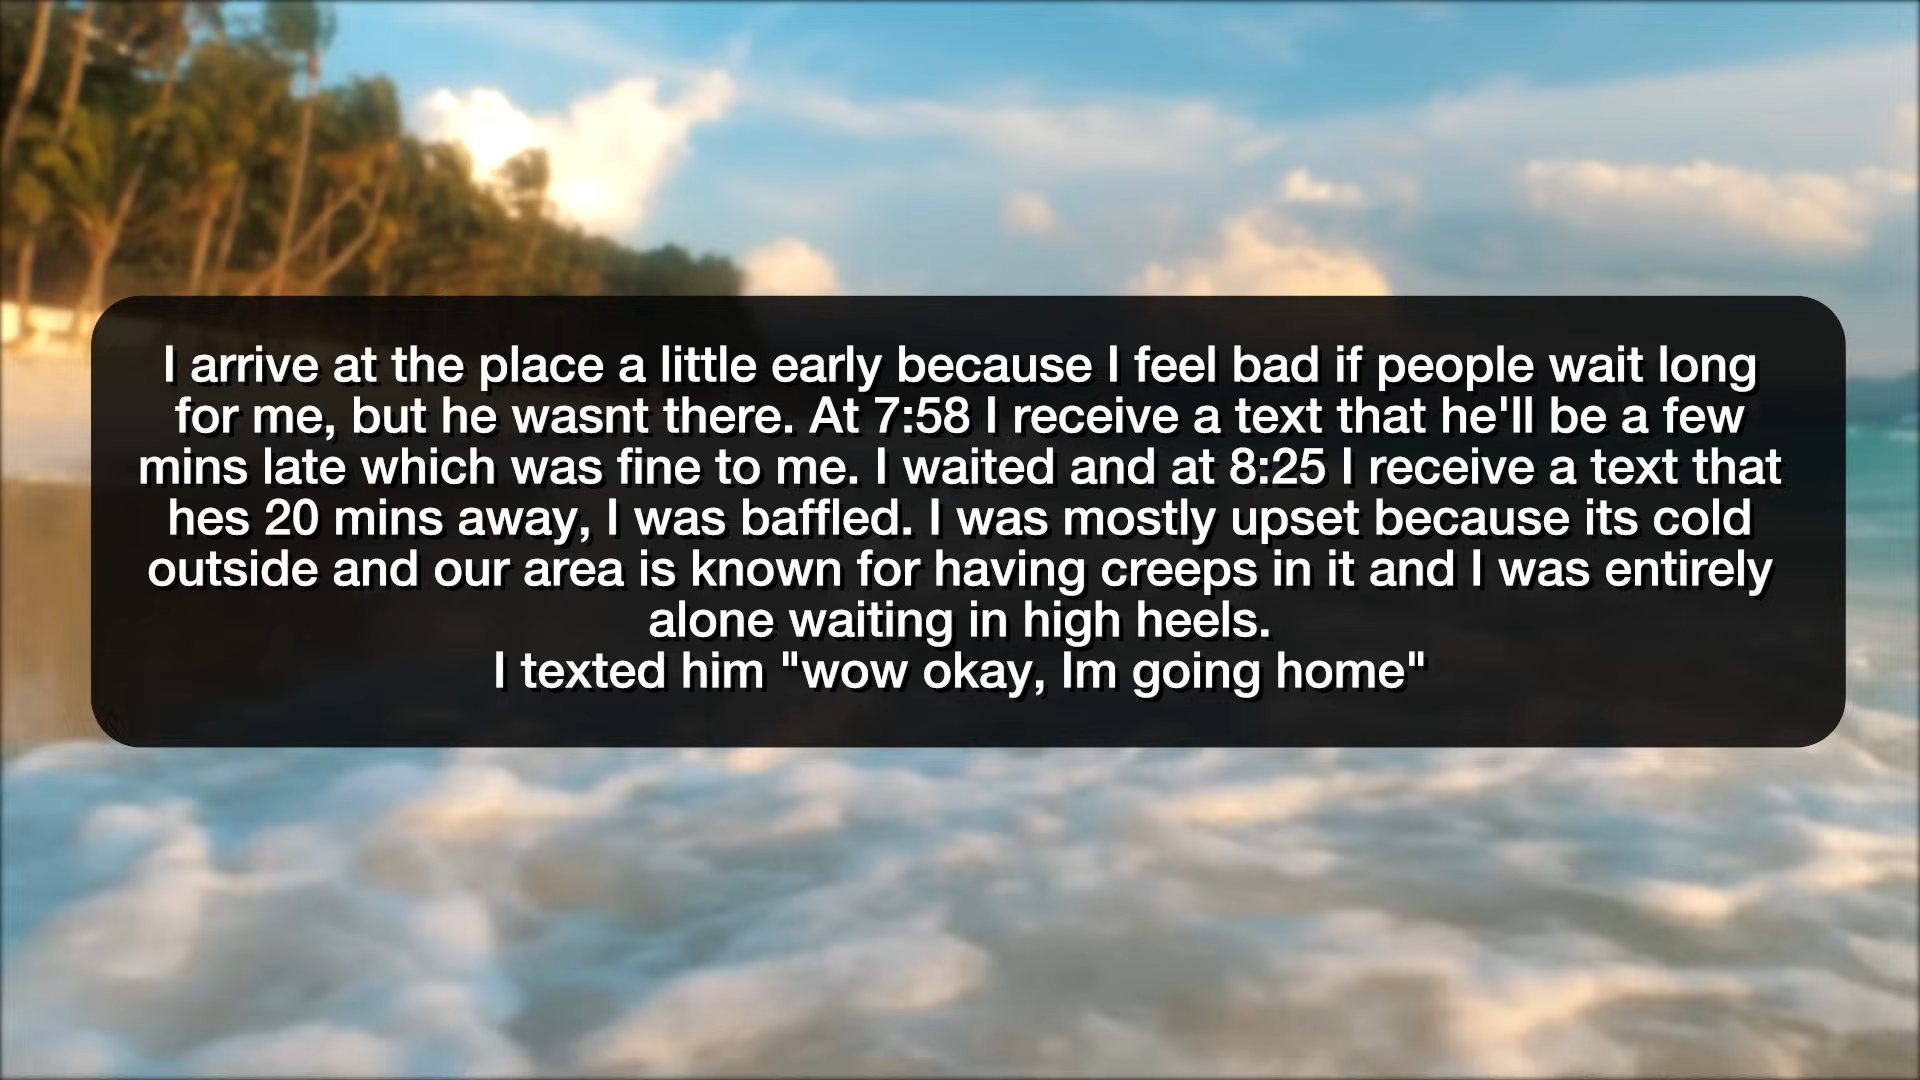 I arrive at the place a little early because I feel bad if people wait long
for me, but he wasnt there. At 7:58 I receive a text that he'll be a few
mins late which was fine to me. I waited and at 8:25 I receive a text that
hes 20 mins away, I was baffled. I was mostly upset because its cold
outside and our area is known for having creeps in it and I was entirely
alone waiting in high heels.
I texted him "wow okay, Im going home"